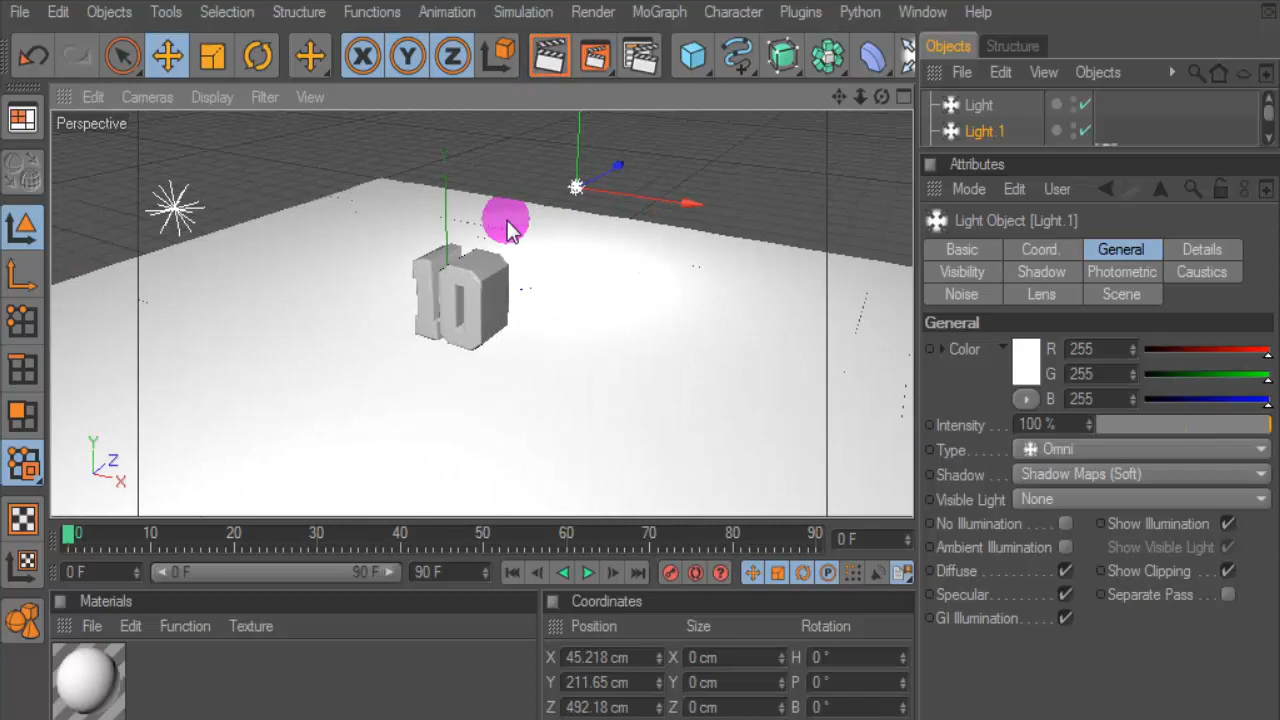 File Edit Objects Tools Selection Structure Functions Animation Simulation Render MoGraph Character Plugins Python Window Help
X Y Z
Objects Structure
File Edit View Objects
Edit Cameras Display Filter View
Perspective
Light
Light.1
Attributes
Mode Edit User
Light Object [Light.1]
Basic Coord. General Details
Visibility Shadow Photometric Caustics
Noise Lens Scene
General
Color R 255
G 255
B 255
Intensity . . . 100 %
Type. . . . . . Omni
Shadow. . . . Shadow Maps (Soft)
Visible Light . None
No Illumination . . . . Show Illumination
Ambient Illumination Show Visible Light
Diffuse . . . . . . . . . . Show Clipping
Specular. . . . . . . . . Separate Pass . .
GI Illumination. . . . .
10
Y
Z
X
0 10 20 30 40 50 60 70 80 90 0 F
0 F 0 F 90 F 90 F
Materials
File Edit Function Texture
Coordinates
Position Size Rotation
X 45.218 cm X 0 cm H 0 °
Y 211.65 cm Y 0 cm P 0 °
Z 492.18 cm Z 0 cm B 0 °